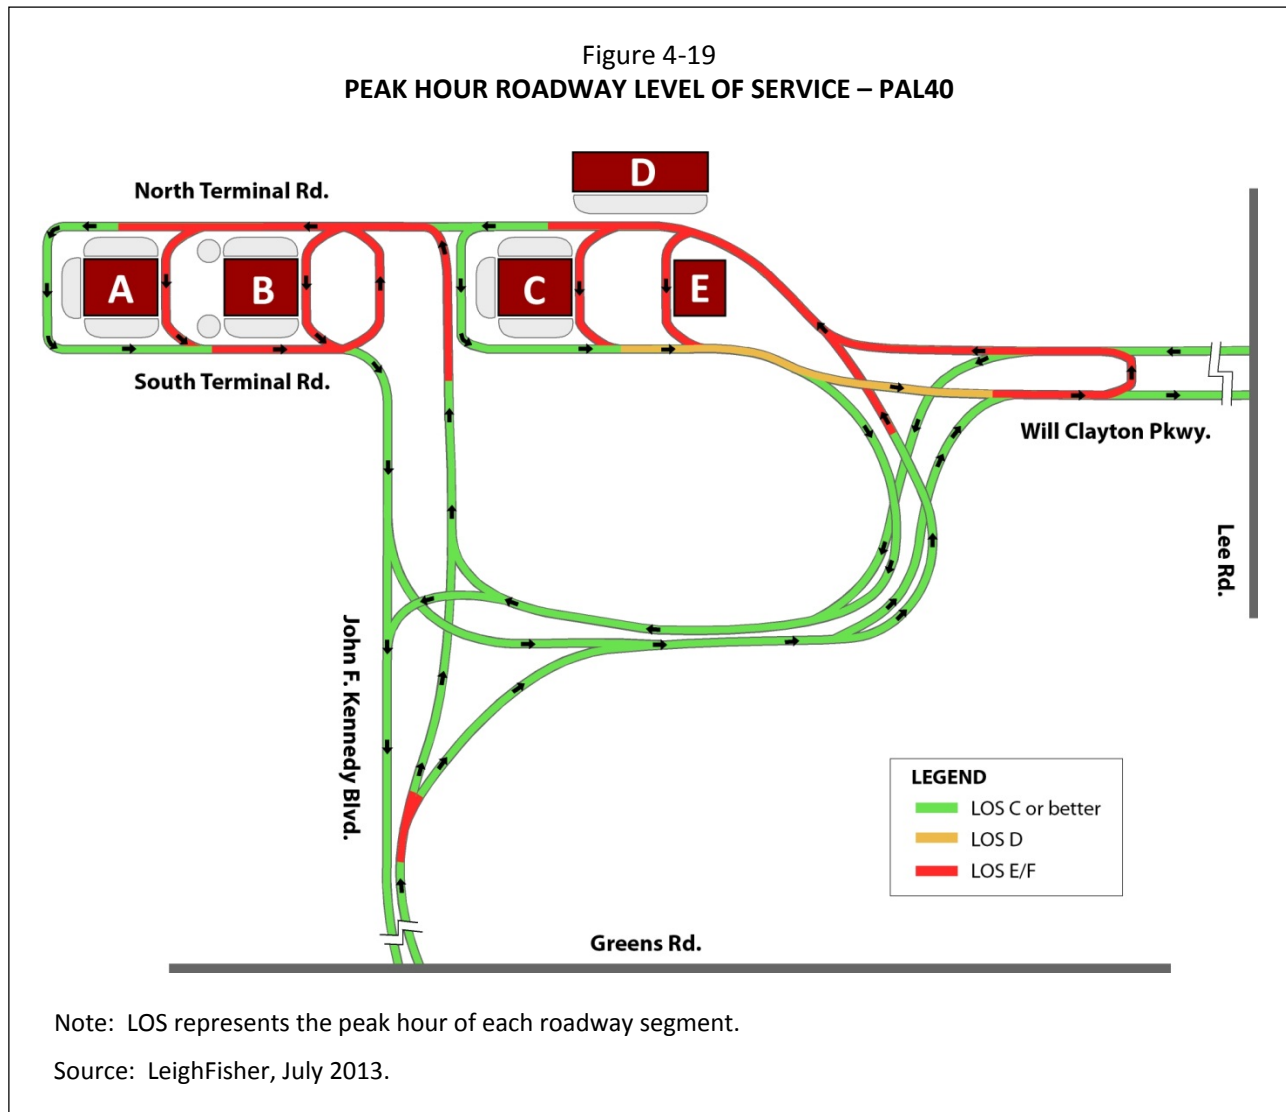 Figure 4-19
PEAK HOUR ROADWAY LEVEL OF SERVICE – PAL40
D
North Terminal Rd.
A
B
C
E
South Terminal Rd.
Will Clayton Pkwy.
Lee Rd.
John F. Kennedy Blvd.
LEGEND
LOS C or better
LOS D
LOS E/F
Greens Rd.
Note:  LOS represents the peak hour of each roadway segment.
Source:  LeighFisher, July 2013.